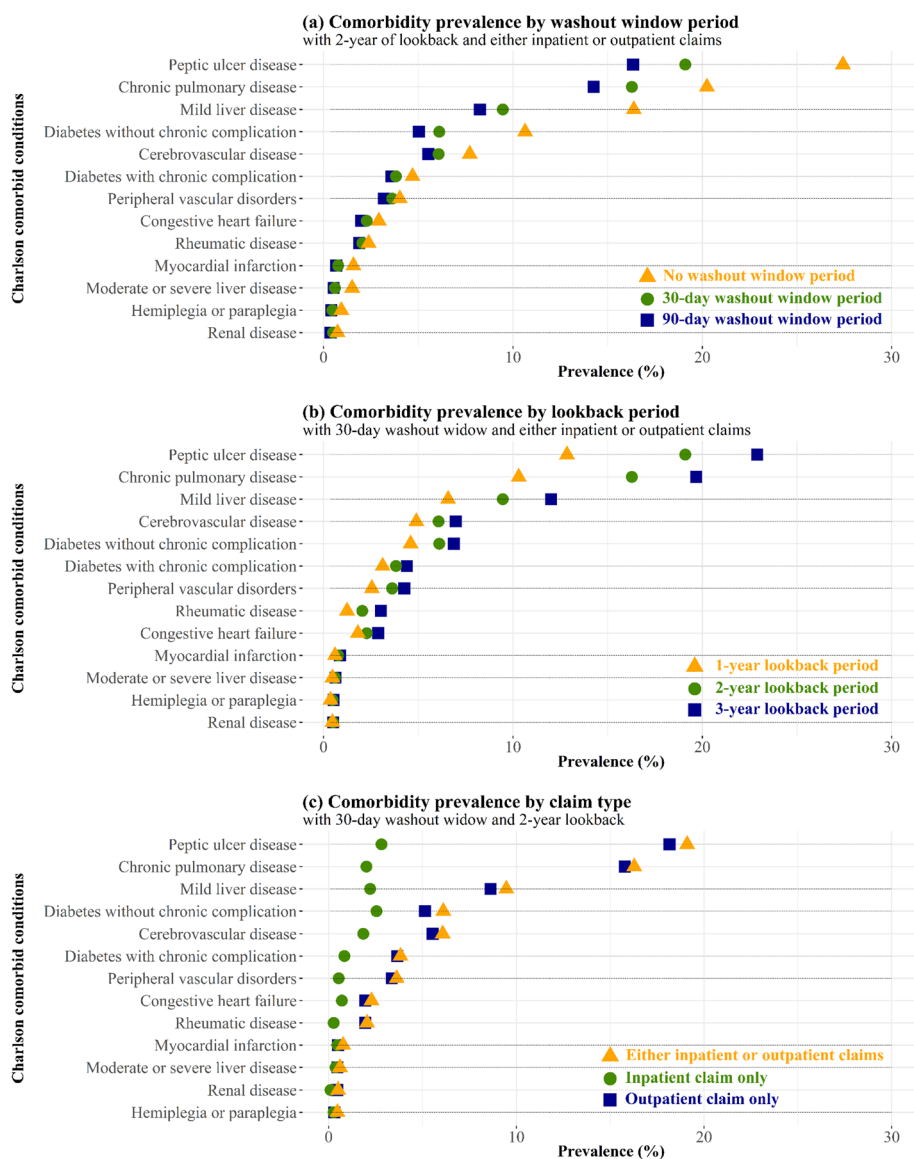 (a) Comorbidity prevalence by washout window period
with 2-year of lookback and either inpatient or outpatient claims
Charlson comorbid conditions
Peptic ulcer disease
Chronic pulmonary disease
Mild liver disease
Diabetes without chronic complication
Cerebrovascular disease
Diabetes with chronic complication
Peripheral vascular disorders
Congestive heart failure
Rheumatic disease
Myocardial infarction
Moderate or severe liver disease
Hemiplegia or paraplegia
Renal disease
No washout window period
30-day washout window period
90-day washout window period
0 10 20 30
Prevalence (%)
(b) Comorbidity prevalence by lookback period
with 30-day washout widow and either inpatient or outpatient claims
Charlson comorbid conditions
Peptic ulcer disease
Chronic pulmonary disease
Mild liver disease
Cerebrovascular disease
Diabetes without chronic complication
Diabetes with chronic complication
Peripheral vascular disorders
Rheumatic disease
Congestive heart failure
Myocardial infarction
Moderate or severe liver disease
Hemiplegia or paraplegia
Renal disease
1-year lookback period
2-year lookback period
3-year lookback period
0 10 20 30
Prevalence (%)
(c) Comorbidity prevalence by claim type
with 30-day washout widow and 2-year lookback
Charlson comorbid conditions
Peptic ulcer disease
Chronic pulmonary disease
Mild liver disease
Diabetes without chronic complication
Cerebrovascular disease
Diabetes with chronic complication
Peripheral vascular disorders
Congestive heart failure
Rheumatic disease
Myocardial infarction
Moderate or severe liver disease
Renal disease
Hemiplegia or paraplegia
Either inpatient or outpatient claims
Inpatient claim only
Outpatient claim only
0 10 20 30
Prevalence (%)